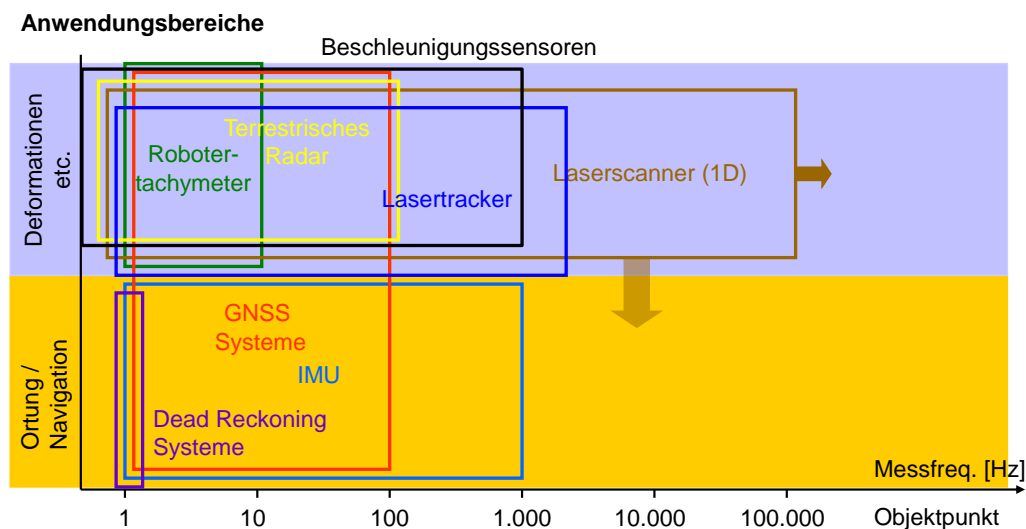 Anwendungsbereiche
Beschleunigungssensoren
Deformationen
etc.
Terrestrisches
Radar
Roboter-
tachymeter
Laserscanner (1D)
Lasertracker
Ortung /
Navigation
GNSS
Systeme
IMU
Dead Reckoning
Systeme
Messfreq. [Hz]
1 10 100 1.000 10.000 100.000 Objektpunkt